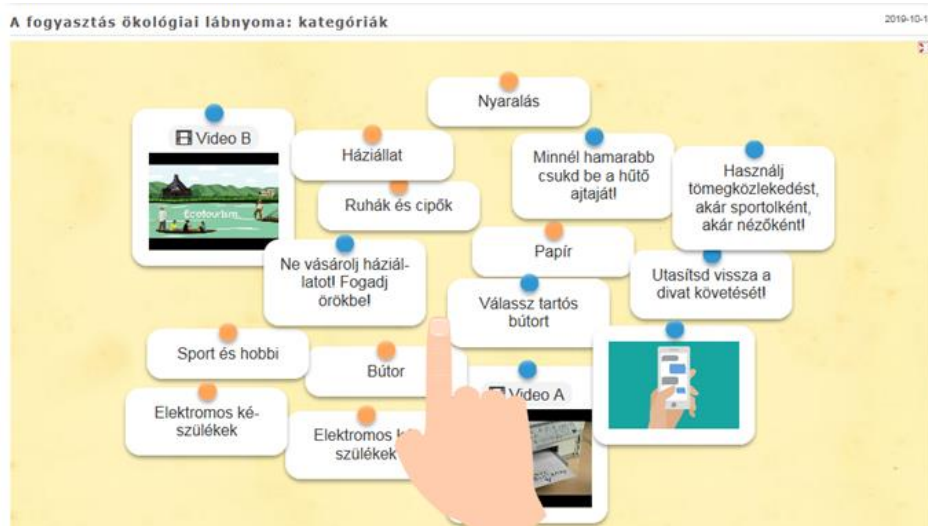 A fogyasztás ökológiai lábnyoma: kategóriák
2019-10-1
Nyaralás
Video B
Ecotourism
Háziállat
Ruhák és cipők
Minnél hamarabb
csukd be a hűtő
ajtaját!
Használj
tömegközlekedést,
akár sportolként,
akár nézőként!
Ne vásárolj háziál-
latot! Fogadj
örökbe!
Papír
Utasítsd vissza a
divat követését!
Válassz tartós
bútort
Sport és hobbi
Bútor
Video A
Elektromos ké-
szülékek
Elektromos
szülékek